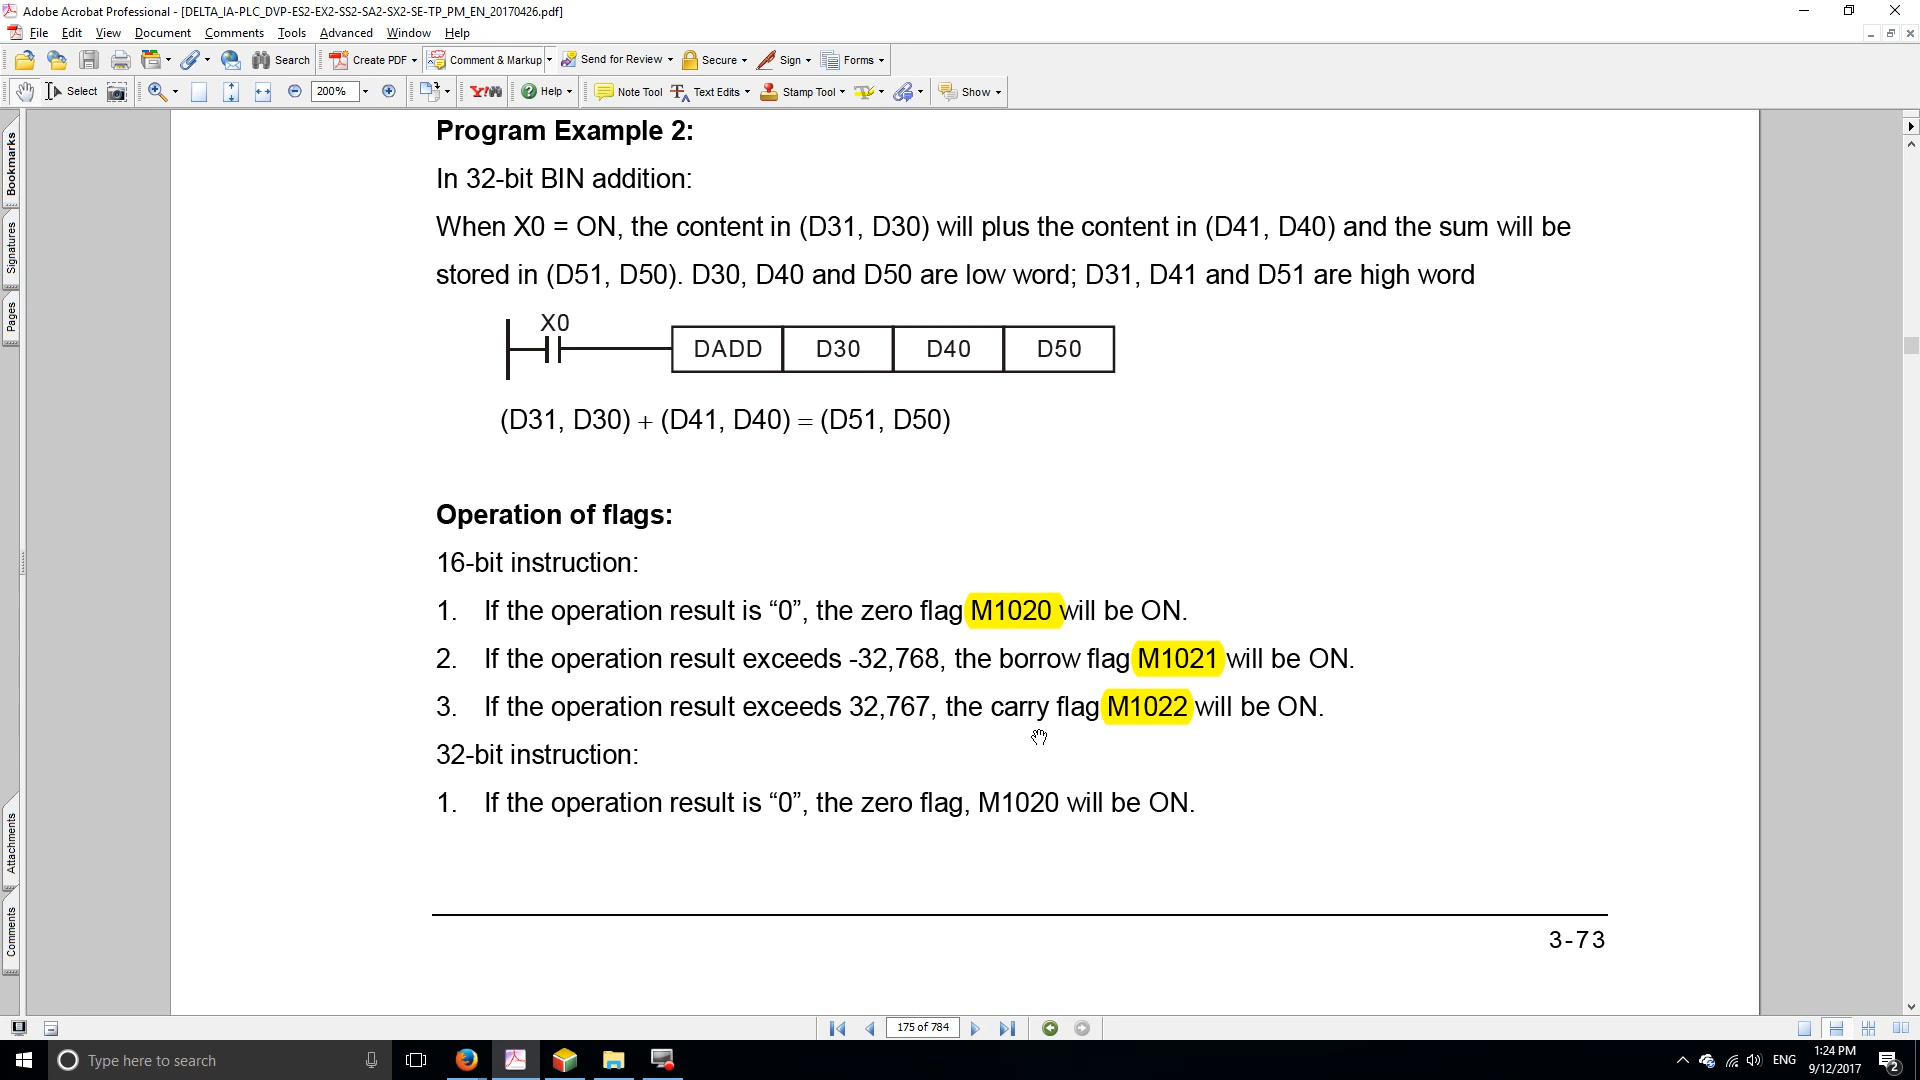 Adobe Acrobat Professional - [DELTA_IA-PLC_DVP-ES2-EX2-SS2-SA2-SX2-SE-TP_PM_EN_20170426.pdf]
File Edit View Document Comments Tools Advanced Window Help
Search Create PDF Comment & Markup Send for Review Secure Sign Forms
Select 200% Y! Help Note Tool Text Edits Stamp Tool Show
Bookmarks
Signatures
Pages
Attachments
Comments
Program Example 2:
In 32-bit BIN addition:
When X0 = ON, the content in (D31, D30) will plus the content in (D41, D40) and the sum will be
stored in (D51, D50). D30, D40 and D50 are low word; D31, D41 and D51 are high word
X0
DADD D30 D40 D50
(D31, D30) + (D41, D40) = (D51, D50)
Operation of flags:
16-bit instruction:
1. If the operation result is “0”, the zero flag M1020 will be ON.
2. If the operation result exceeds -32,768, the borrow flag M1021 will be ON.
3. If the operation result exceeds 32,767, the carry flag M1022 will be ON.
32-bit instruction:
1. If the operation result is “0”, the zero flag, M1020 will be ON.
3-73
175 of 784
Type here to search
ENG
1:24 PM
9/12/2017
2